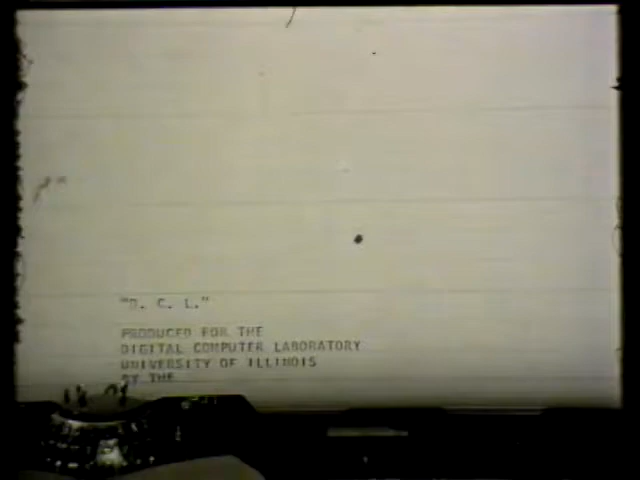 "D. C. L."
PRODUCED FOR THE
DIGITAL COMPUTER LABORATORY
UNIVERSITY OF ILLINOIS
BY THE